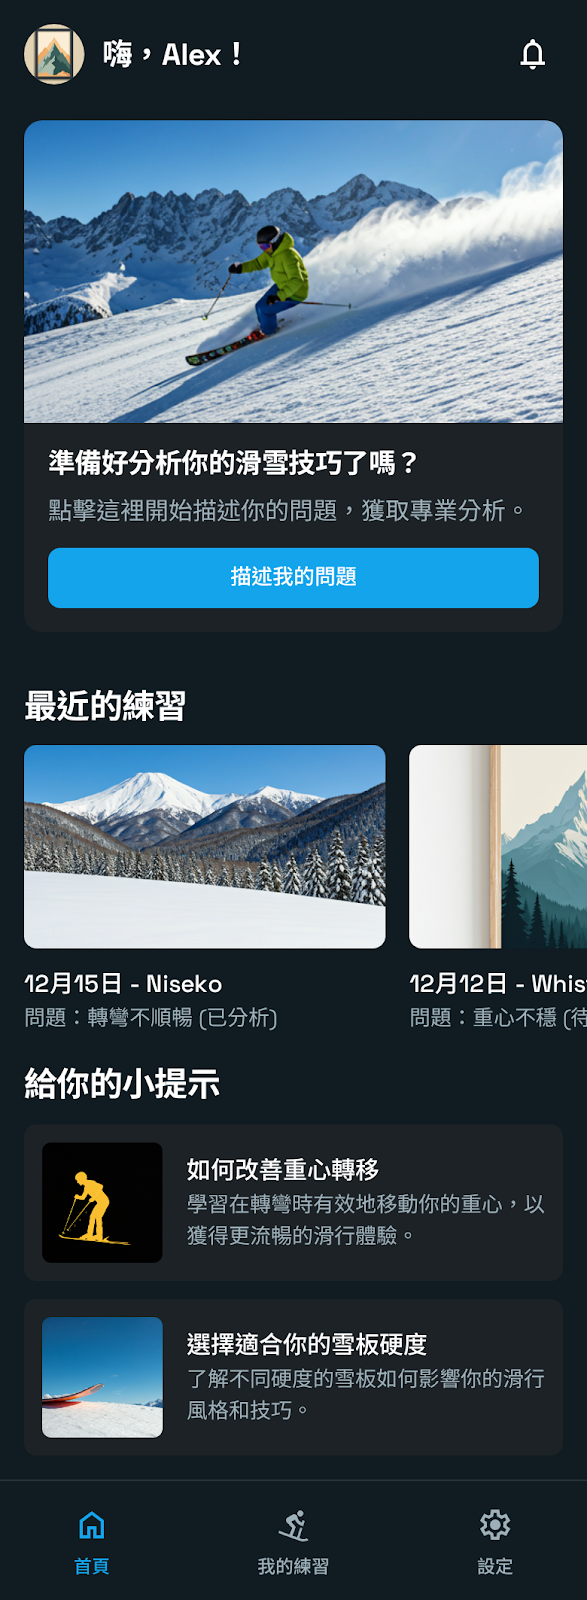 嗨，Alex！
準備好分析你的滑雪技巧了嗎？
點擊這裡開始描述你的問題，獲取專業分析。
描述我的問題
最近的練習
12月15日 - Niseko
問題：轉彎不順暢 (已分析)
12月12日 -
問題：重心不穩
給你的小提示
如何改善重心轉移
學習在轉彎時有效地移動你的重心，以
獲得更流暢的滑行體驗。
選擇適合你的雪板硬度
了解不同硬度的雪板如何影響你的滑行
風格和技巧。
首頁
我的練習
設定